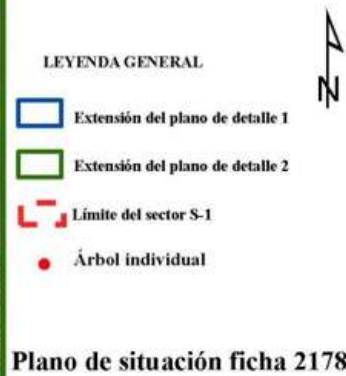 LEYENDA GENERAL
N
Extensión del plano de detalle 1
Extensión del plano de detalle 2
Límite del sector S-1
Árbol individual
Plano de situación ficha 2178